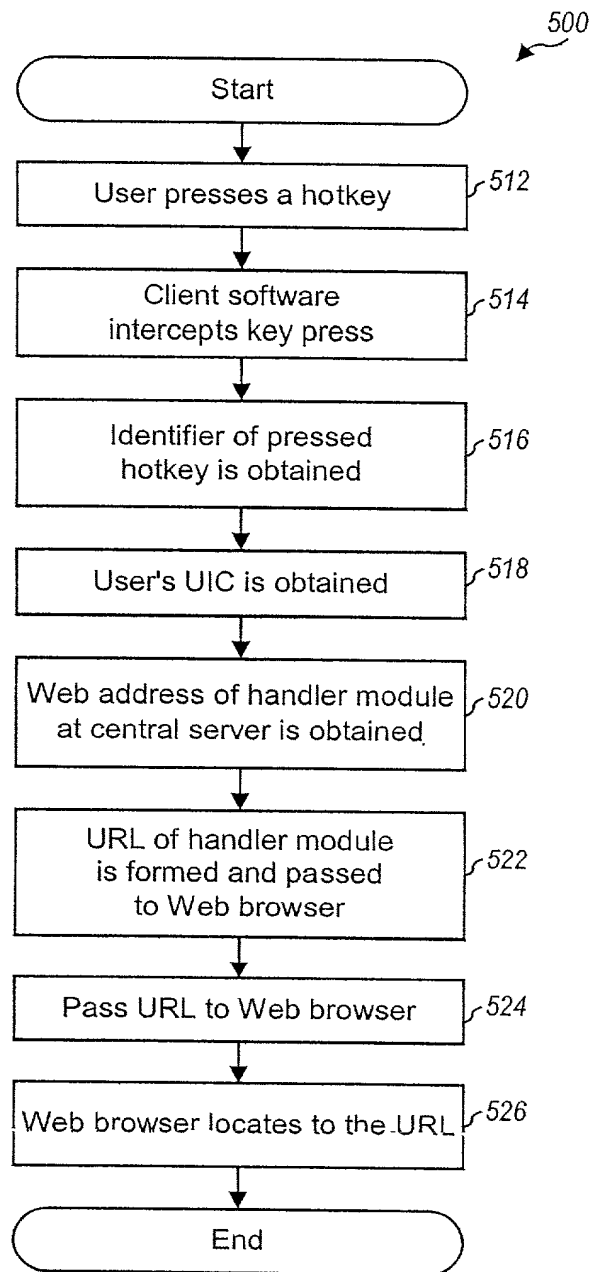 500
Start
User presses a hotkey
512
Client software
intercepts key press
514
Identifier of pressed
hotkey is obtained
516
User's UIC is obtained
518
Web address of handler module
at central server is obtained
520
URL of handler module
is formed and passed
to Web browser
522
Pass URL to Web browser
524
Web browser locates to the URL
526
End